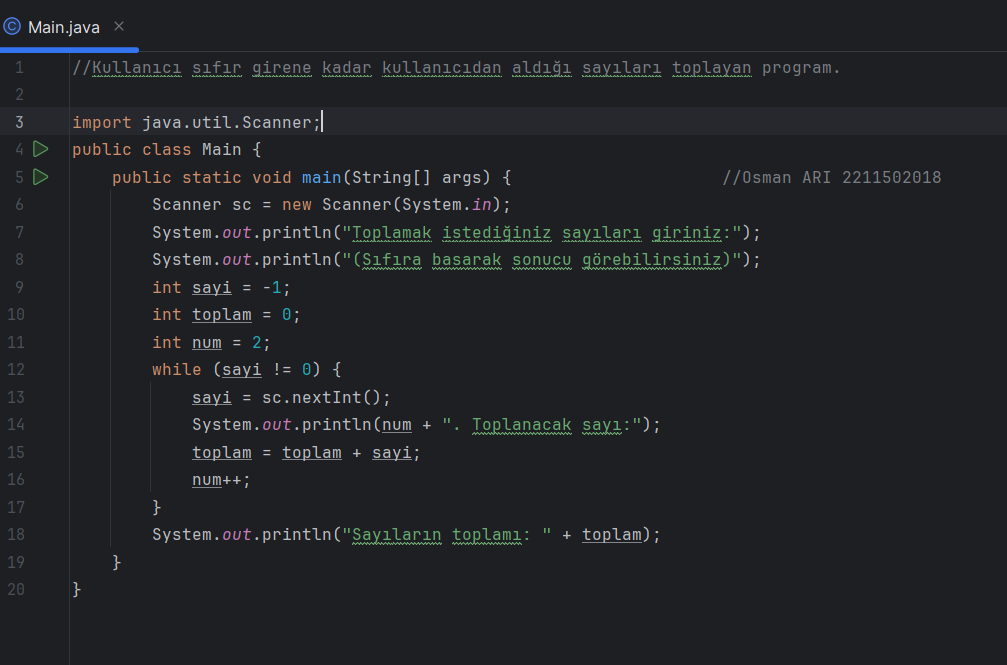 Main.java
1 //Kullanıcı sıfır girene kadar kullanıcıdan aldığı sayıları toplayan program.
2
3 import java.util.Scanner;
4 public class Main {
5 public static void main(String[] args) { //Osman ARI 2211502018
6 Scanner sc = new Scanner(System.in);
7 System.out.println("Toplamak istediğiniz sayıları giriniz:");
8 System.out.println("(Sıfıra basarak sonucu görebilirsiniz)");
9 int sayi = -1;
10 int toplam = 0;
11 int num = 2;
12 while (sayi != 0) {
13 sayi = sc.nextInt();
14 System.out.println(num + ". Toplanacak sayı:");
15 toplam = toplam + sayi;
16 num++;
17 }
18 System.out.println("Sayıların toplamı: " + toplam);
19 }
20 }